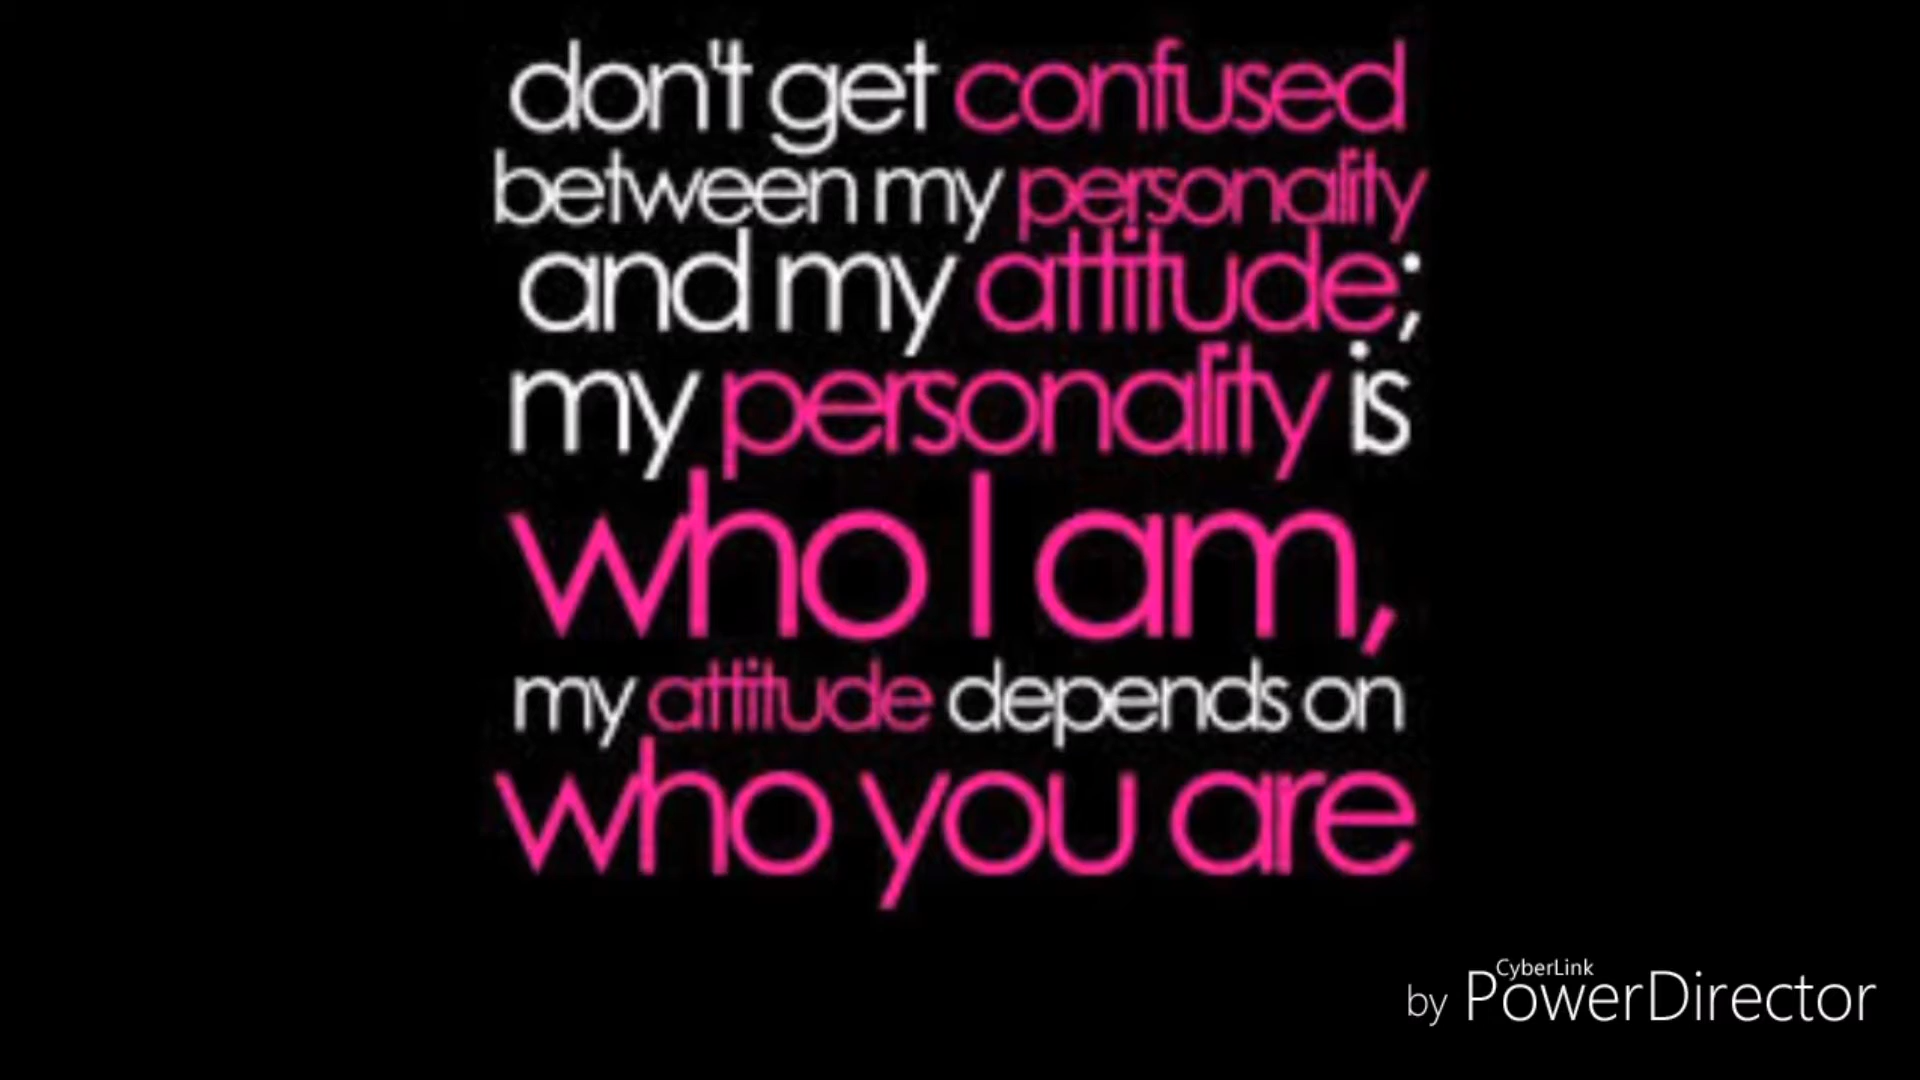 don't get confused
between my personality
and my attitude;
my personality is
who I am,
my attitude depends on
who you are
CyberLink
by PowerDirector